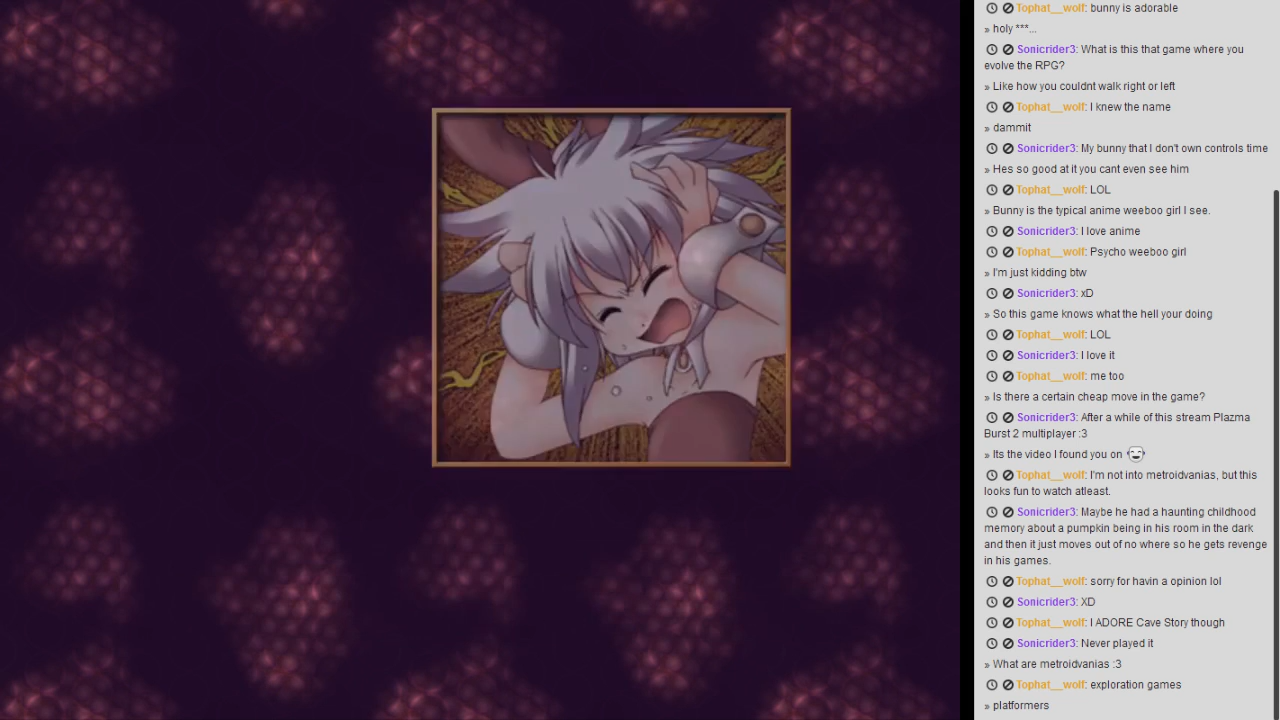 Tophat__wolf: bunny is adorable
» holy ***...
Sonicrider3: What is this that game where you
evolve the RPG?
» Like how you couldnt walk right or left
Tophat__wolf: I knew the name
» dammit
Sonicrider3: My bunny that I don't own controls time
» Hes so good at it you cant even see him
Tophat__wolf: LOL
» Bunny is the typical anime weeboo girl I see.
Sonicrider3: I love anime
Tophat__wolf: Psycho weeboo girl
» I'm just kidding btw
Sonicrider3: xD
» So this game knows what the hell your doing
Tophat__wolf: LOL
Sonicrider3: I love it
Tophat__wolf: me too
» Is there a certain cheap move in the game?
Sonicrider3: After a while of this stream Plazma
Burst 2 multiplayer :3
» Its the video I found you on
Tophat__wolf: I'm not into metroidvanias, but this
looks fun to watch atleast.
Sonicrider3: Maybe he had a haunting childhood
memory about a pumpkin being in his room in the dark
and then it just moves out of no where so he gets revenge
in his games.
Tophat__wolf: sorry for havin a opinion lol
Sonicrider3: XD
Tophat__wolf: I ADORE Cave Story though
Sonicrider3: Never played it
» What are metroidvanias :3
Tophat__wolf: exploration games
» platformers